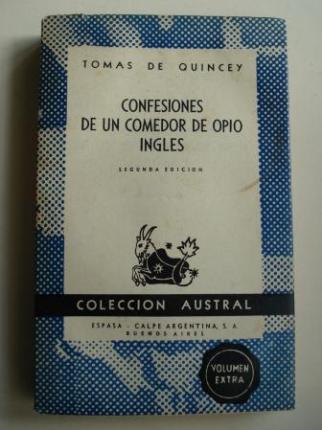 TOMAS DE QUINCEY
CONFESIONES
DE UN COMEDOR DE OPIO
INGLES
SEGUNDA EDICION
COLECCION AUSTRAL
ESPASA - CALPE ARGENTINA, S. A.
BUENOS AIRES
VOLUMEN
EXTRA